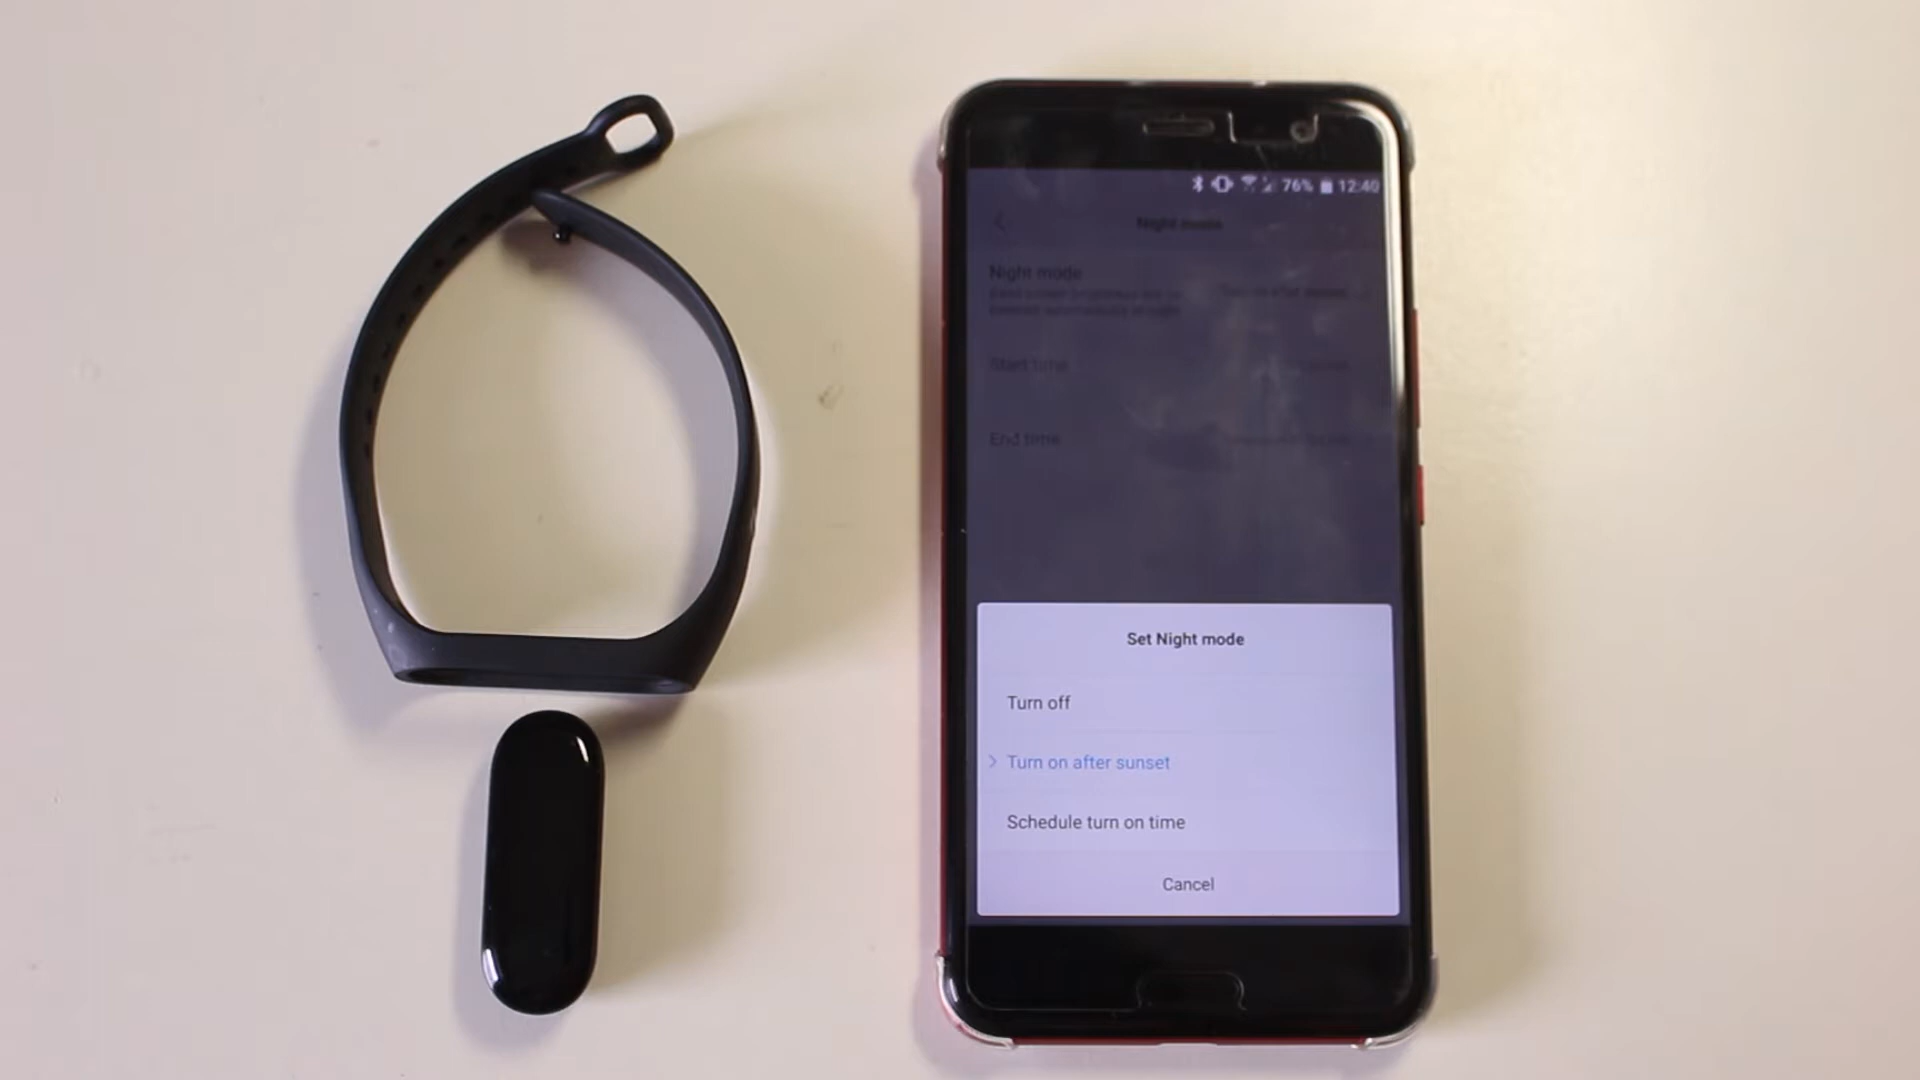 76% 12:40
Night mode
Night mode
Start time
End time
Set Night mode
Turn off
Turn on after sunset
Schedule turn on time
Cancel